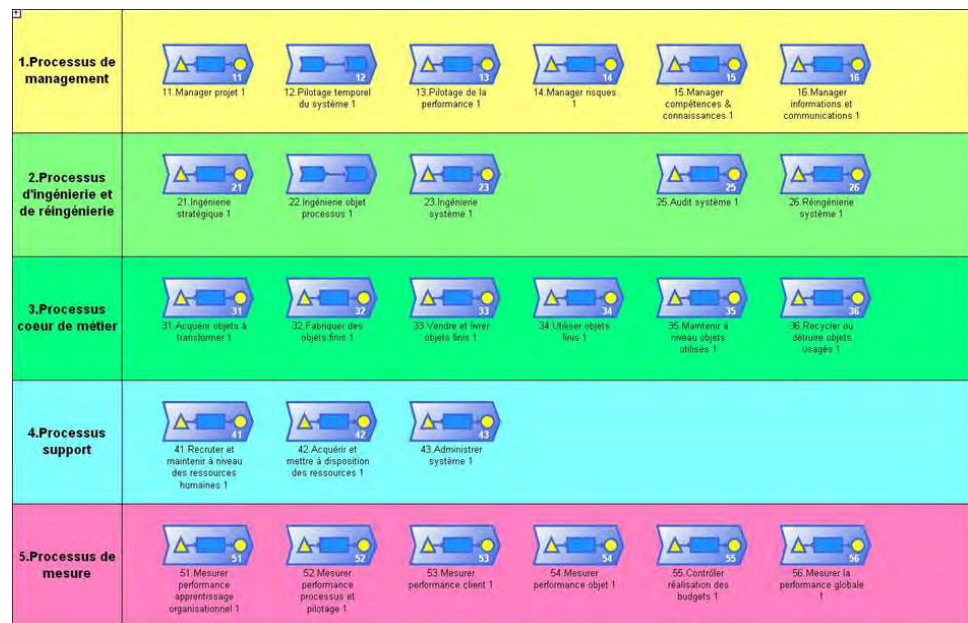 1.Processus de
management
11
12
13
14
15
16
11.Manager projet 1
12.Pilotage temporel
du système 1
13.Pilotage de la
performance 1
14.Manager risques
1
15.Manager
compétences &
connaissances 1
16.Manager
informations et
communications 1
2.Processus
d'ingénierie et
de réingénierie
21
22
23
25
26
21.Ingénierie
stratégique 1
22.Ingénierie objet
processus 1
23.Ingénierie
système 1
25.Audit système 1
26.Réingénierie
système 1
3.Processus
coeur de métier
31
32
33
34
35
36
31.Acquérir objets à
transformer 1
32.Fabriquer des
objets finis 1
33.Vendre et livrer
objets finis 1
34.Utiliser objets
finis 1
35.Maintenir à
niveau objets
utilisés 1
36.Recycler ou
détruire objets
usagés 1
4.Processus
support
41
42
43
41.Recruter et
maintenir à niveau
des ressources
humaines 1
42.Acquérir et
mettre à disposition
des ressources 1
43.Administrer
système 1
5.Processus de
mesure
51
52
53
54
55
56
51.Mesurer
performance
apprentissage
organisationnel 1
52.Mesurer
performance
processus et
pilotage 1
53.Mesurer
performance client 1
54.Mesurer
performance objet 1
55.Contrôler
réalisation des
budgets 1
56.Mesurer la
performance globale
1